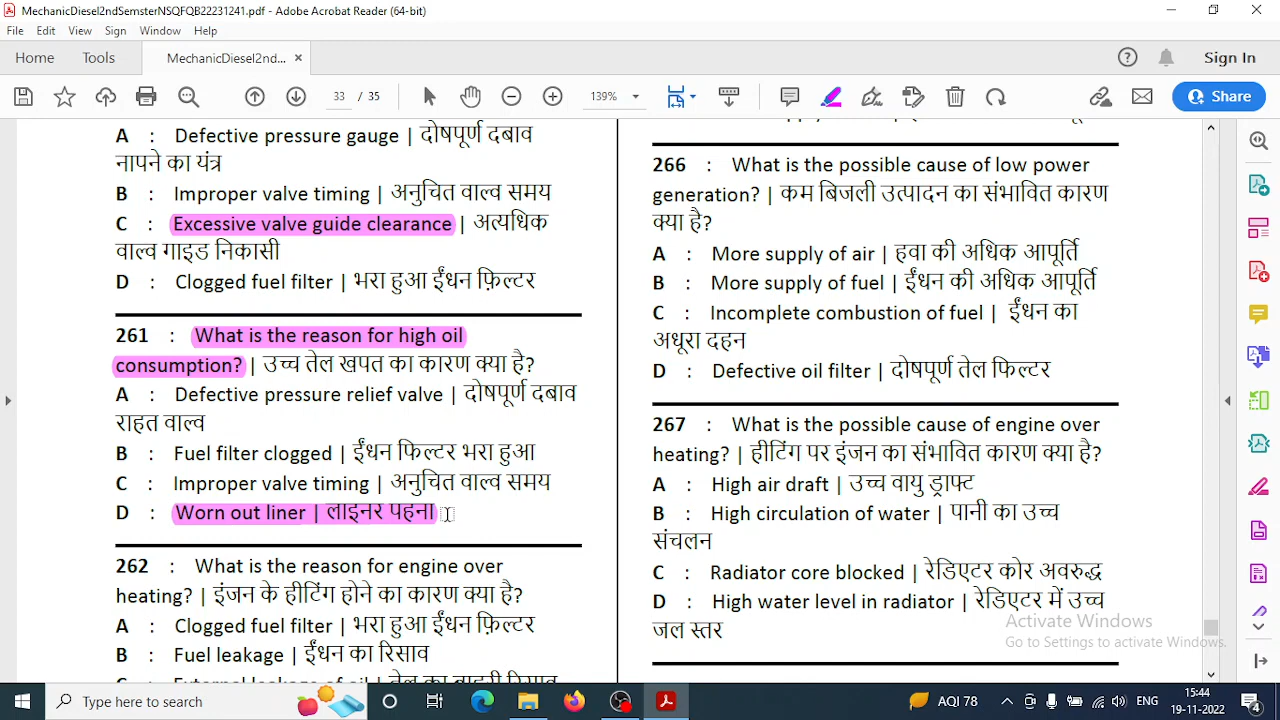 MechanicDiesel2ndSemsterNSQFQB22231241.pdf - Adobe Acrobat Reader (64-bit)
File Edit View Sign Window Help
Home Tools MechanicDiesel2nd... × Sign In
33 / 35 139% Share
A : Defective pressure gauge | दोषपूर्ण दबाव
नापने का यंत्र
B : Improper valve timing | अनुचित वाल्व समय
C : Excessive valve guide clearance | अत्यधिक
वाल्व गाइड निकासी
D : Clogged fuel filter | भरा हुआ ईंधन फ़िल्टर
261 : What is the reason for high oil
consumption? | उच्च तेल खपत का कारण क्या है?
A : Defective pressure relief valve | दोषपूर्ण दबाव
राहत वाल्व
B : Fuel filter clogged | ईंधन फिल्टर भरा हुआ
C : Improper valve timing | अनुचित वाल्व समय
D : Worn out liner | लाइनर पहना
262 : What is the reason for engine over
heating? | इंजन के हीटिंग होने का कारण क्या है?
A : Clogged fuel filter | भरा हुआ ईंधन फ़िल्टर
B : Fuel leakage | ईंधन का रिसाव
C : External leakage of oil | तेल का बाहरी रिसाव
266 : What is the possible cause of low power
generation? | कम बिजली उत्पादन का संभावित कारण
क्या है?
A : More supply of air | हवा की अधिक आपूर्ति
B : More supply of fuel | ईंधन की अधिक आपूर्ति
C : Incomplete combustion of fuel | ईंधन का
अधूरा दहन
D : Defective oil filter | दोषपूर्ण तेल फिल्टर
267 : What is the possible cause of engine over
heating? | हीटिंग पर इंजन का संभावित कारण क्या है?
A : High air draft | उच्च वायु ड्राफ्ट
B : High circulation of water | पानी का उच्च
संचलन
C : Radiator core blocked | रेडिएटर कोर अवरुद्ध
D : High water level in radiator | रेडिएटर में उच्च
जल स्तर
Activate Windows
Go to Settings to activate Windows.
Type here to search AQI 78 ENG 15:44
19-11-2022 4